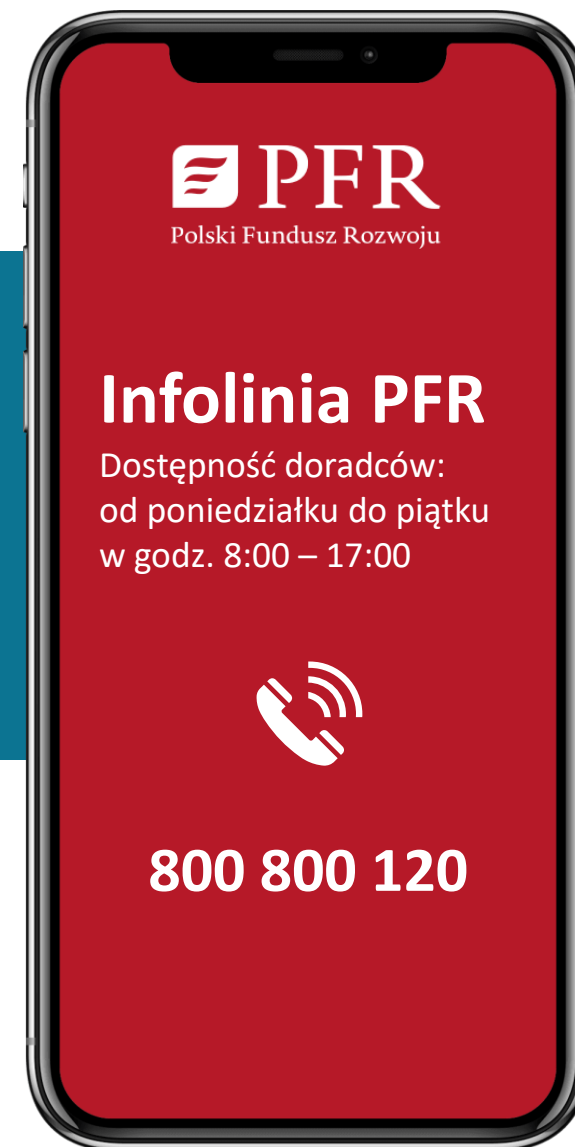 PFR
Polski Fundusz Rozwoju
Infolinia PFR
Dostępność doradców:
od poniedziałku do piątku
w godz. 8:00 – 17:00
800 800 120